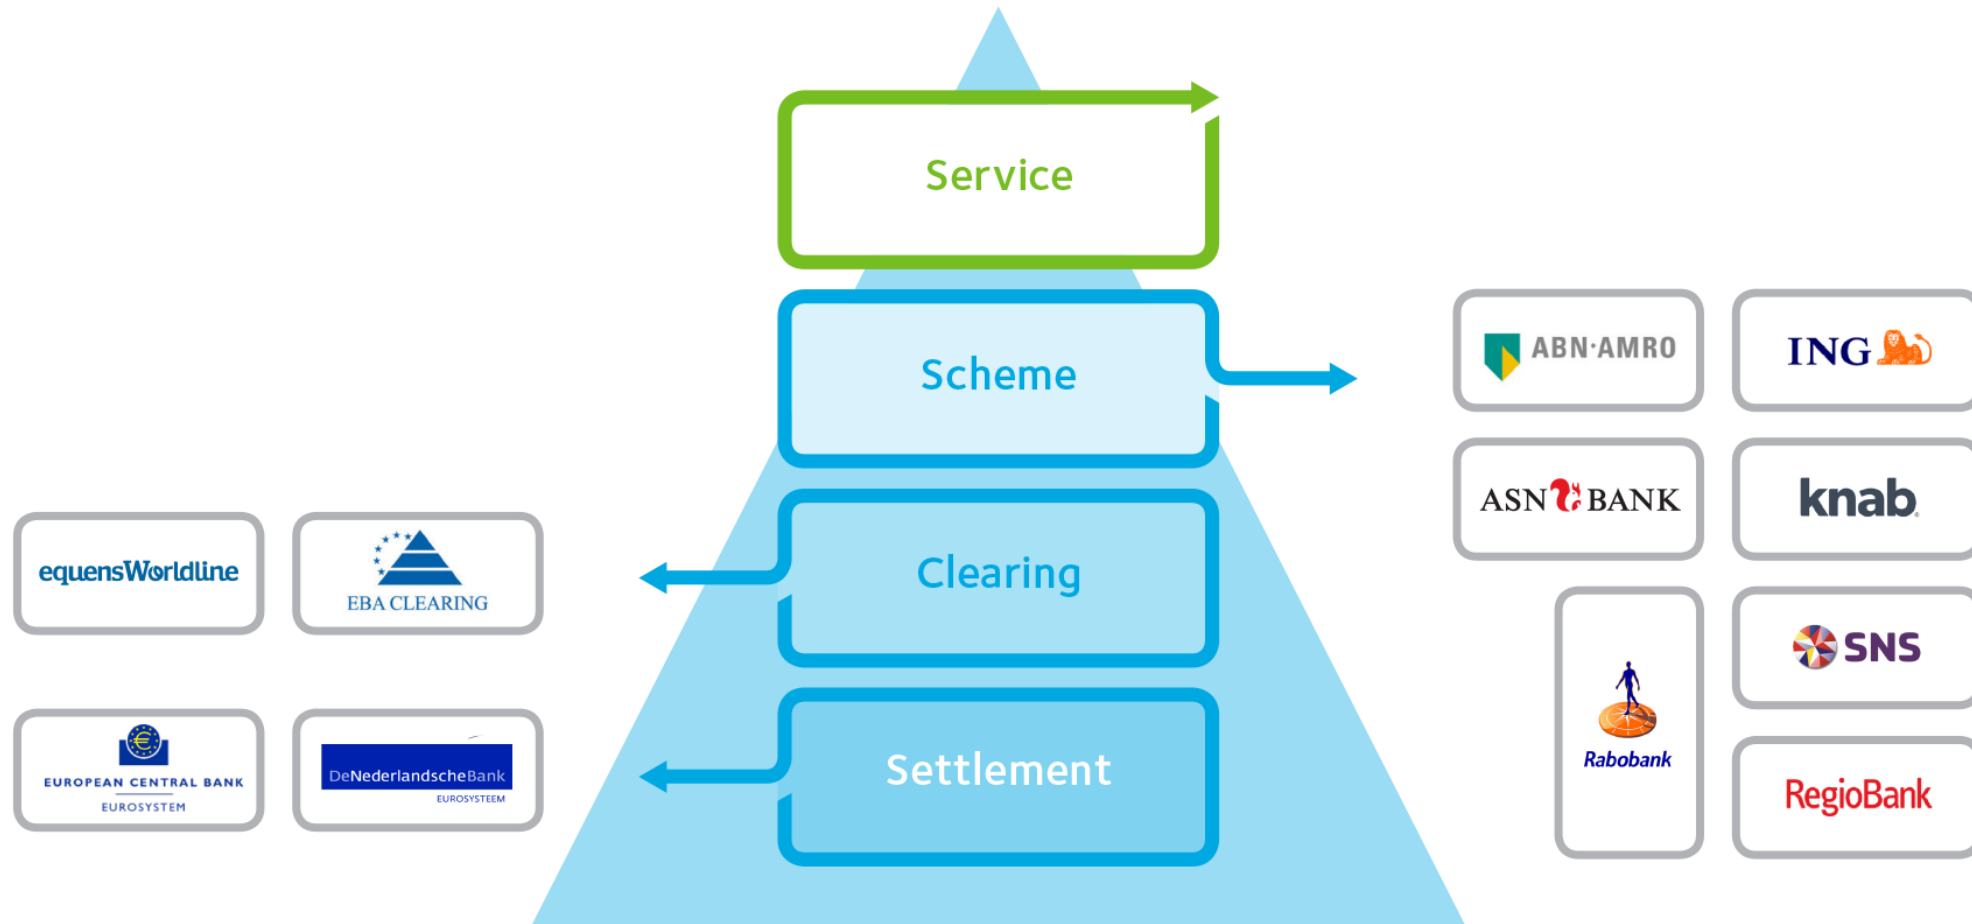 Service
Scheme
ABN·AMRO
ING
ASN BANK
knab.
Clearing
equensWorldline
EBA CLEARING
SNS
Rabobank
Settlement
EUROPEAN CENTRAL BANK
EUROSYSTEM
DeNederlandscheBank
EUROSYSTEEM
RegioBank